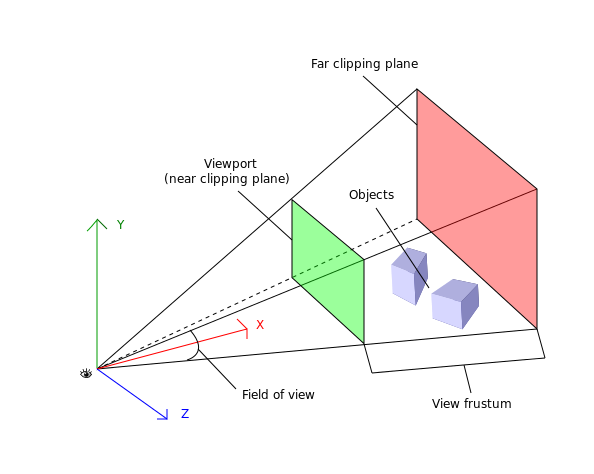 Far clipping plane
Viewport
(near clipping plane)
Objects
Y
X
Field of view
View frustum
Z